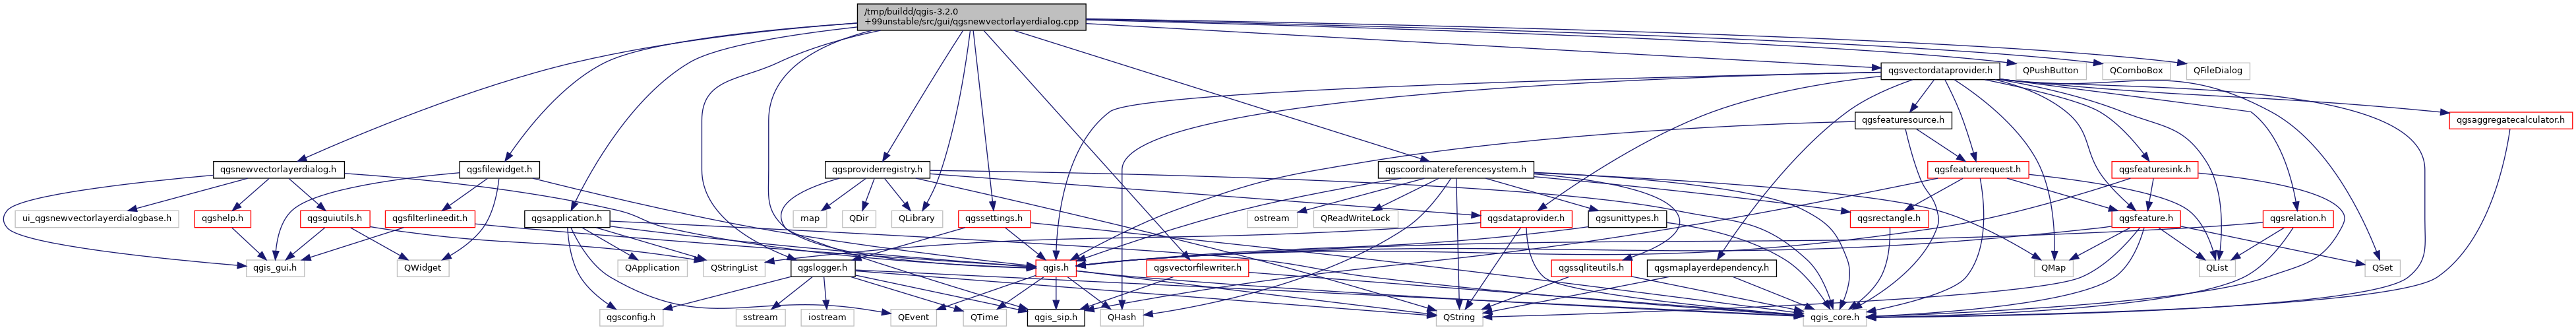 /tmp/buildd/qgis-3.2.0
+99unstable/src/gui/qgsnewvectorlayerdialog.cpp
qgsvectordataprovider.h
QPushButton
QComboBox
QFileDialog
qgsfeaturesource.h
qgsaggregatecalculator.h
qgsnewvectorlayerdialog.h
qgsfilewidget.h
qgsproviderregistry.h
qgscoordinatereferencesystem.h
qgsfeaturerequest.h
qgsfeaturesink.h
ui_qgsnewvectorlayerdialogbase.h
qgshelp.h
qgsguiutils.h
qgsfilterlineedit.h
qgsapplication.h
map
QDir
QLibrary
qgssettings.h
qgsdataprovider.h
ostream
QReadWriteLock
qgsunittypes.h
qgsrectangle.h
qgsfeature.h
qgsrelation.h
qgis_gui.h
QWidget
QApplication
QStringList
qgslogger.h
qgis.h
qgsvectorfilewriter.h
qgssqliteutils.h
qgsmaplayerdependency.h
QMap
QList
QSet
qgsconfig.h
sstream
iostream
QEvent
QTime
qgis_sip.h
QHash
QString
qgis_core.h